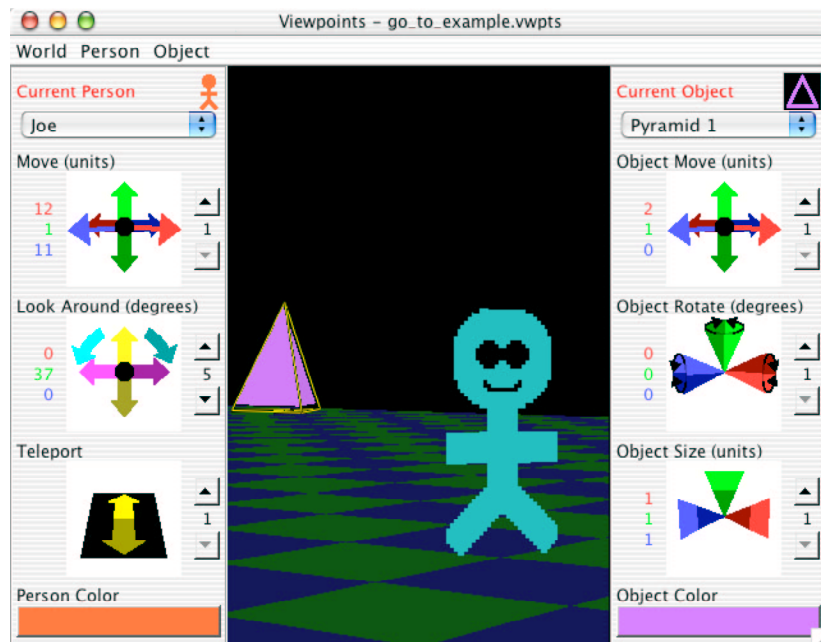 Viewpoints – go_to_example.vwpts
World Person Object
Current Person
Joe
Move (units)
12
1
11
1
Look Around (degrees)
0
37
0
5
Teleport
1
Person Color
Current Object
Pyramid 1
Object Move (units)
2
1
0
1
Object Rotate (degrees)
0
0
0
1
Object Size (units)
1
1
1
1
Object Color